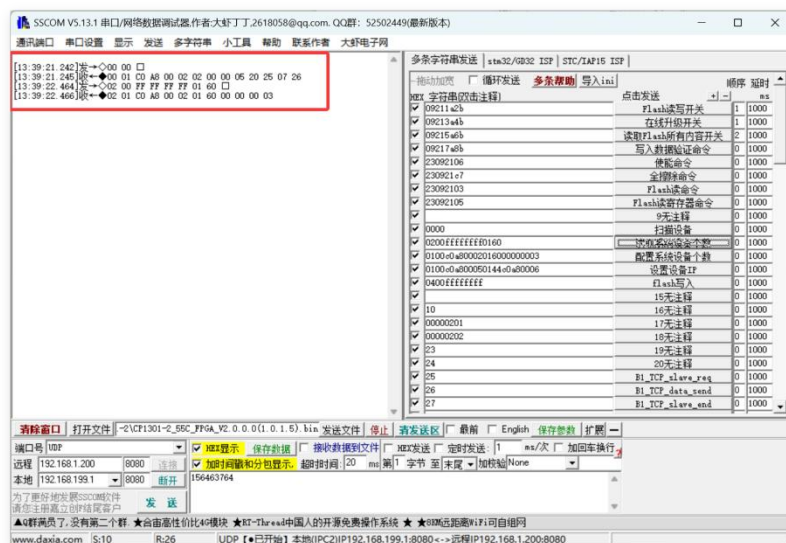 SSCOM V5.13.1 串口/网络数据调试器,作者:大虾丁丁,2618058@qq.com. QQ群: 52502449(最新版本)
通讯端口 串口设置 显示 发送 多字符串 小工具 帮助 联系作者 大虾电子网
[13:39:21.242]发→◇00 00 □
[13:39:21.245]收←◆00 01 C0 A8 00 02 02 00 00 05 20 25 07 26
[13:39:22.464]发→◇02 00 FF FF FF FF 01 60 □
[13:39:22.466]收←◆02 01 C0 A8 00 02 01 60 00 00 00 03
多条字符串发送 stm32/GD32 ISP STC/IAP15 ISP
拖动加宽 循环发送 多条帮助 导入ini 顺序 延时
HEX 字符串(双击注释) 点击发送 + - ms
09211a2b Flash读写开关 1 1000
09213a4b 在线升级开关 1 1000
09215a6b 读取Flash所有内容开关 2 1000
09217a8b 写入数据验证命令 0 1000
23092106 使能命令 0 1000
230921c7 全擦除命令 0 1000
23092103 Flash读命令 0 1000
23092105 Flash读寄存器命令 0 1000
9无注释 0 1000
0000 扫描设备 0 1000
0200ffffffff0160 0 1000
0100c0a80002016000000003 配置系统设备个数 0 1000
0100c0a800050144c0a80006 设置设备IP 0 1000
0400ffffffff flash写入 0 1000
15无注释 0 1000
10 16无注释 0 1000
00000201 17无注释 0 1000
00000202 18无注释 0 1000
23 19无注释 0 1000
24 20无注释 0 1000
25 B1_TCP_slave_req 0 1000
26 B1_TCP_data_send 0 1000
27 B1_TCP_slave_end 0 1000
清除窗口 打开文件 -2\CP1301-2_55C_FPGA_V2.0.0.0(1.0.1.5).bin 发送文件 停止 清发送区 最前 English 保存参数 扩展 —
端口号 UDP HEX显示 保存数据 接收数据到文件 HEX发送 定时发送: 1 ms/次 加回车换行
远程 192.168.1.200 8080 连接 加时间戳和分包显示, 超时时间: 20 ms 第1 字节 至 末尾 加校验 None
本地 192.168.199.1 8080 断开 156463764
为了更好地发展SSCOM软件
请您注册嘉立创F结尾客户
发 送
▲Q群满员了,没有第二个群. ★合宙高性价比4G模块 ★RT-Thread中国人的开源免费操作系统 ★ ★8KM远距离WiFi可自组网
www.daxia.com S:10 R:26 UDP【●已开始】本地(IPC2)IP192.168.199.1:8080<->远程IP192.168.1.200:8080